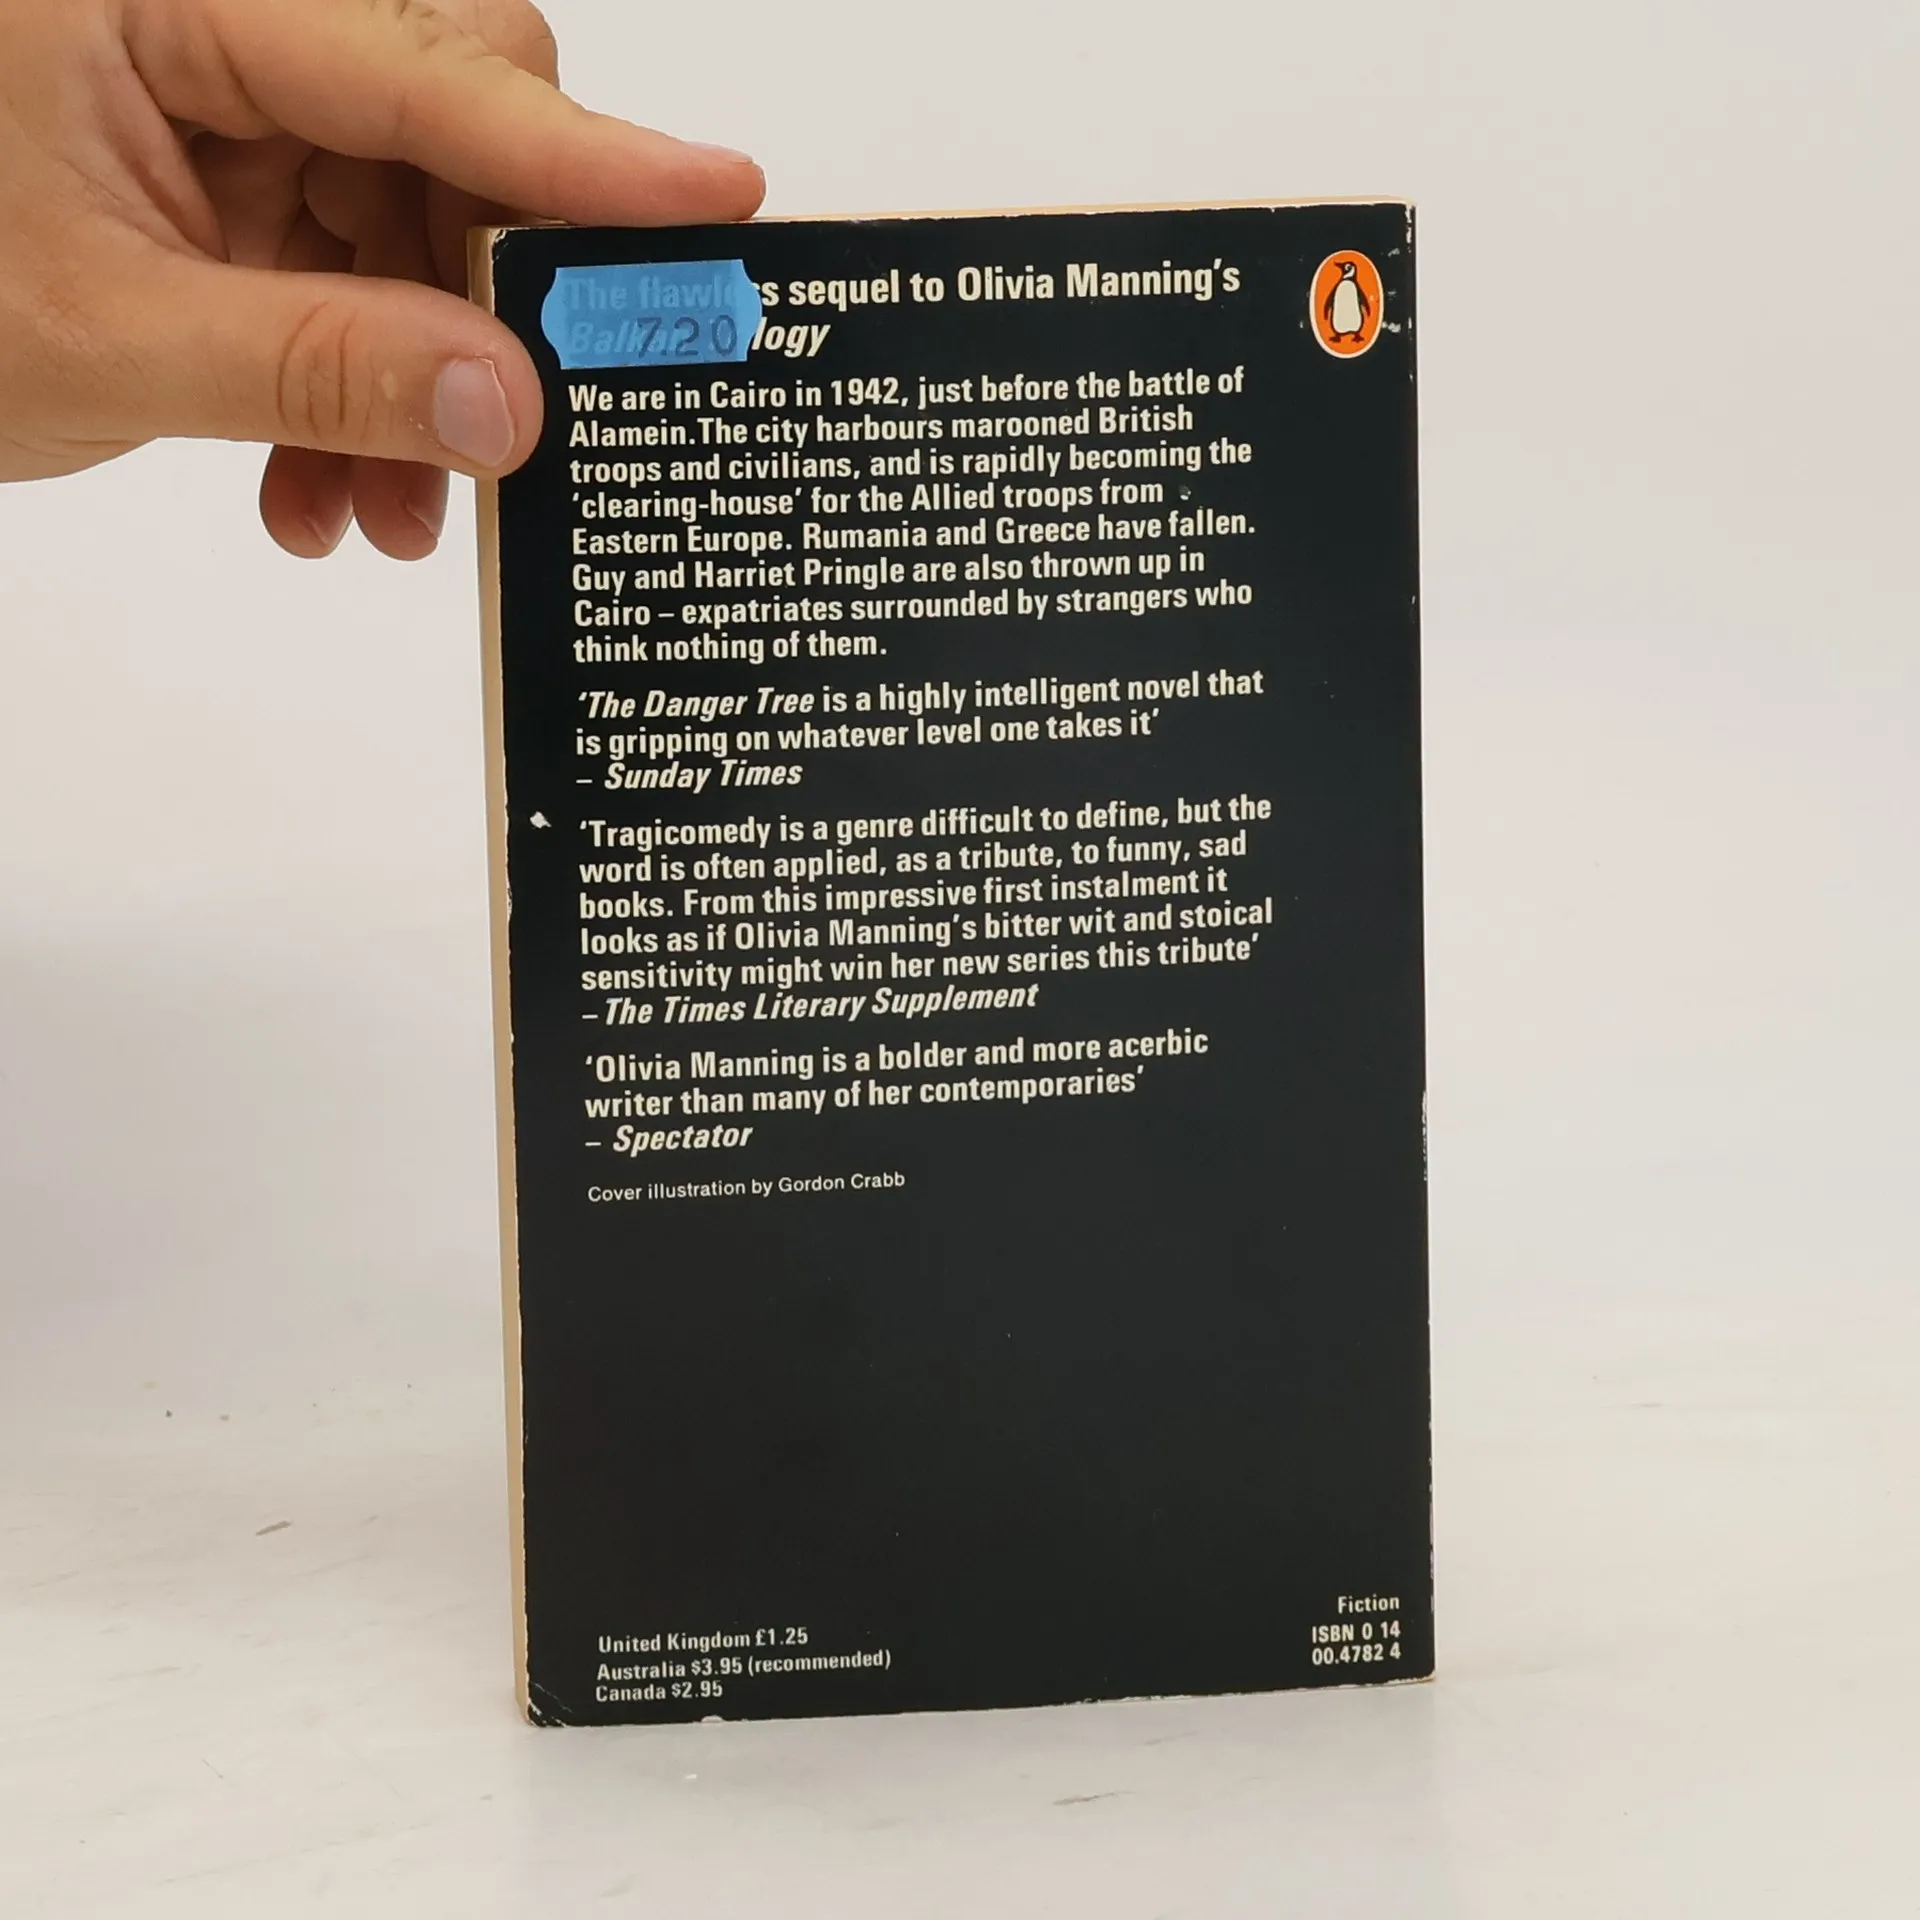 The flawless sequel to Olivia Manning's
Balkan Trilogy
7.20
We are in Cairo in 1942, just before the battle of
Alamein. The city harbours marooned British
troops and civilians, and is rapidly becoming the
‘clearing-house’ for the Allied troops from
Eastern Europe. Rumania and Greece have fallen.
Guy and Harriet Pringle are also thrown up in
Cairo – expatriates surrounded by strangers who
think nothing of them.
‘The Danger Tree is a highly intelligent novel that
is gripping on whatever level one takes it’
– Sunday Times
‘Tragicomedy is a genre difficult to define, but the
word is often applied, as a tribute, to funny, sad
books. From this impressive first instalment it
looks as if Olivia Manning's bitter wit and stoical
sensitivity might win her new series this tribute’
– The Times Literary Supplement
‘Olivia Manning is a bolder and more acerbic
writer than many of her contemporaries’
– Spectator
Cover illustration by Gordon Crabb
United Kingdom £1.25
Australia $3.95 (recommended)
Canada $2.95
Fiction
ISBN 0 14
00.4782 4